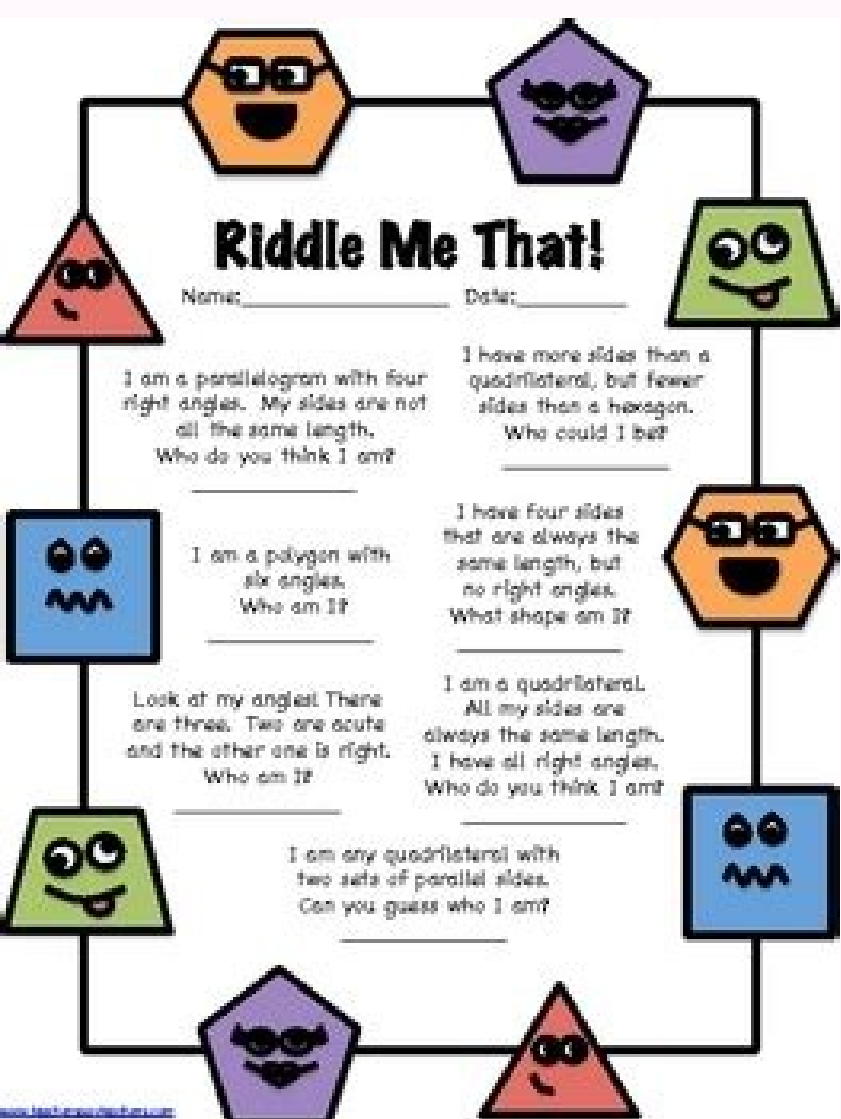 Riddle Me That!
Name:____________________ Date:__________
I am a parallelogram with four
right angles. My sides are not
all the same length.
Who do you think I am?
I have more sides than a
quadrilateral, but fewer
sides than a hexagon.
Who could I be?
I am a polygon with
six angles.
Who am I?
I have four sides
that are always the
same length, but
no right angles.
What shape am I?
Look at my angles! There
are three. Two are acute
and the other one is right.
Who am I?
I am a quadrilateral.
All my sides are
always the same length.
I have all right angles.
Who do you think I am?
I am any quadrilateral with
two sets of parallel sides.
Can you guess who I am?